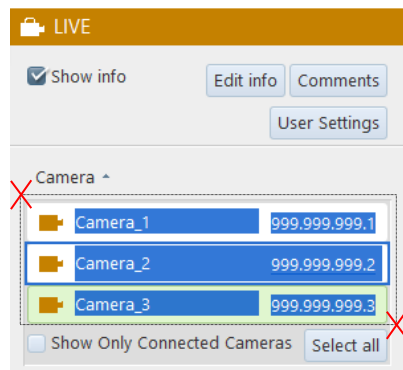 LIVE
Show info Edit info Comments
User Settings
Camera
Camera_1 999.999.999.1
Camera_2 999.999.999.2
Camera_3 999.999.999.3
Show Only Connected Cameras Select all